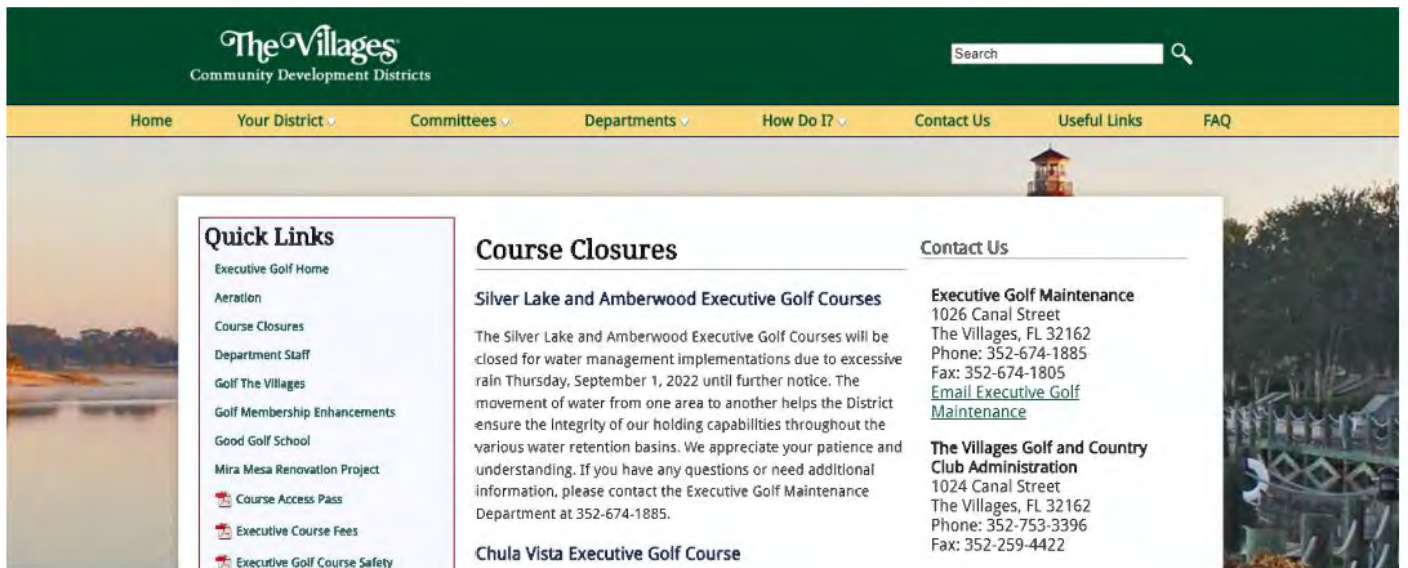 The Villages
Community Development Districts
Search
Home
Your District
Committees
Departments
How Do I?
Contact Us
Useful Links
FAQ
Quick Links
Executive Golf Home
Aeration
Course Closures
Department Staff
Golf The Villages
Golf Membership Enhancements
Good Golf School
Mira Mesa Renovation Project
Course Access Pass
Executive Course Fees
Executive Golf Course Safety
Course Closures
Silver Lake and Amberwood Executive Golf Courses
The Silver Lake and Amberwood Executive Golf Courses will be
closed for water management implementations due to excessive
rain Thursday, September 1, 2022 until further notice. The
movement of water from one area to another helps the District
ensure the integrity of our holding capabilities throughout the
various water retention basins. We appreciate your patience and
understanding. If you have any questions or need additional
information, please contact the Executive Golf Maintenance
Department at 352-674-1885.
Chula Vista Executive Golf Course
Contact Us
Executive Golf Maintenance
1026 Canal Street
The Villages, FL 32162
Phone: 352-674-1885
Fax: 352-674-1805
Email Executive Golf
Maintenance
The Villages Golf and Country
Club Administration
1024 Canal Street
The Villages, FL 32162
Phone: 352-753-3396
Fax: 352-259-4422